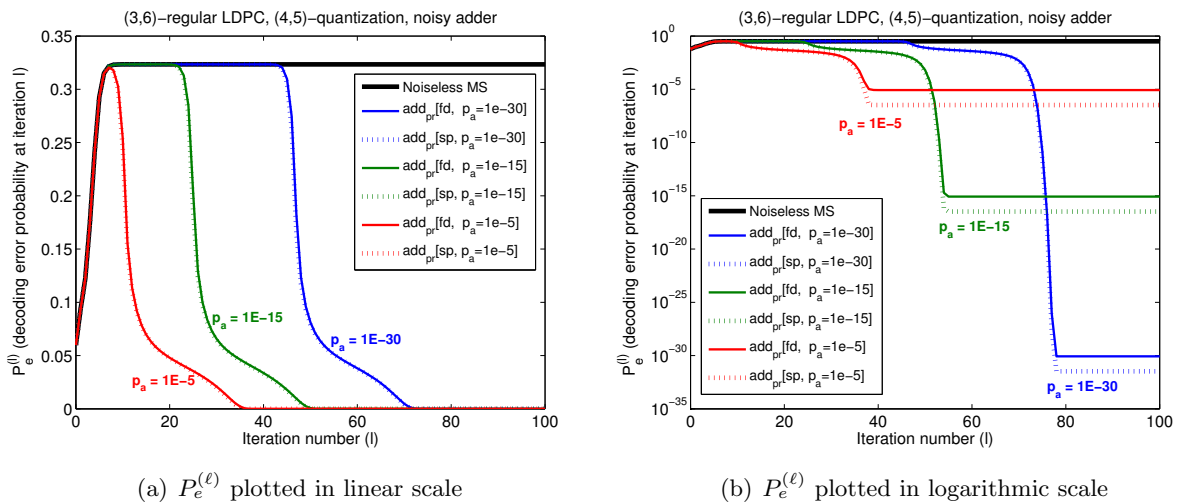 (3,6)−regular LDPC, (4,5)−quantization, noisy adder
P_e^(l) (decoding error probability at iteration l)
0.35
0.3
0.25
0.2
0.15
0.1
0.05
0
Noiseless MS
add_pr[fd, p_a=1e−30]
add_pr[sp, p_a=1e−30]
add_pr[fd, p_a=1e−15]
add_pr[sp, p_a=1e−15]
add_pr[fd, p_a=1e−5]
add_pr[sp, p_a=1e−5]
p_a = 1E−15
p_a = 1E−30
p_a = 1E−5
0 20 40 60 80 100
Iteration number (l)
(a) P_e^(ℓ) plotted in linear scale
(3,6)−regular LDPC, (4,5)−quantization, noisy adder
P_e^(l) (decoding error probability at iteration l)
10^0
10^−5
10^−10
10^−15
10^−20
10^−25
10^−30
10^−35
p_a = 1E−5
p_a = 1E−15
Noiseless MS
add_pr[fd, p_a=1e−30]
add_pr[sp, p_a=1e−30]
add_pr[fd, p_a=1e−15]
add_pr[sp, p_a=1e−15]
add_pr[fd, p_a=1e−5]
add_pr[sp, p_a=1e−5]
p_a = 1E−30
0 20 40 60 80 100
Iteration number (l)
(b) P_e^(ℓ) plotted in logarithmic scale